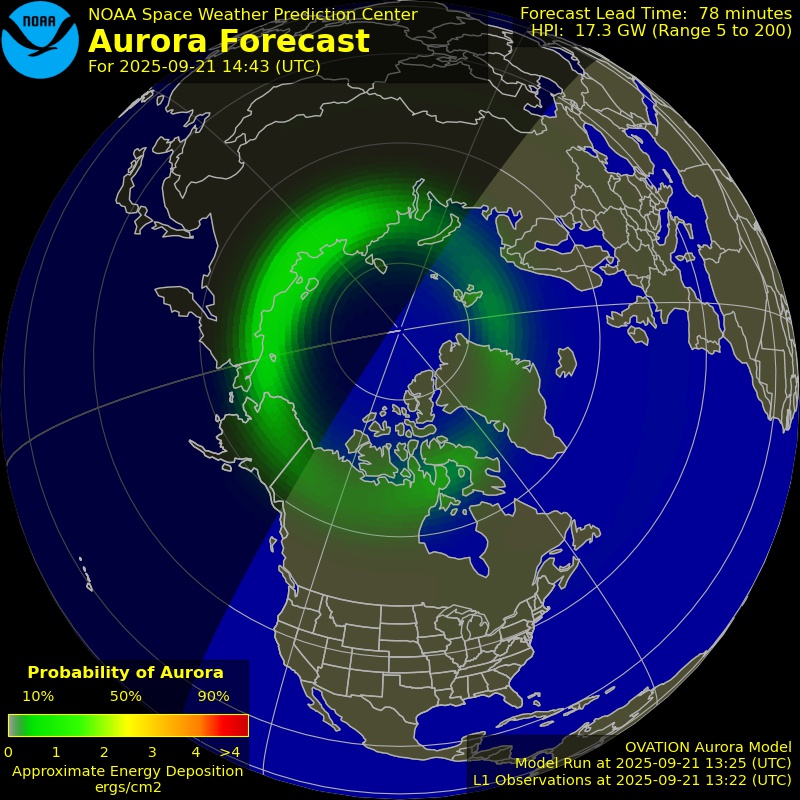 NOAA
NOAA Space Weather Prediction Center
Aurora Forecast
For 2025-09-21 14:43 (UTC)
Forecast Lead Time: 78 minutes
HPI: 17.3 GW (Range 5 to 200)
Probability of Aurora
10% 50% 90%
0 1 2 3 4 >4
Approximate Energy Deposition
ergs/cm2
OVATION Aurora Model
Model Run at 2025-09-21 13:25 (UTC)
L1 Observations at 2025-09-21 13:22 (UTC)